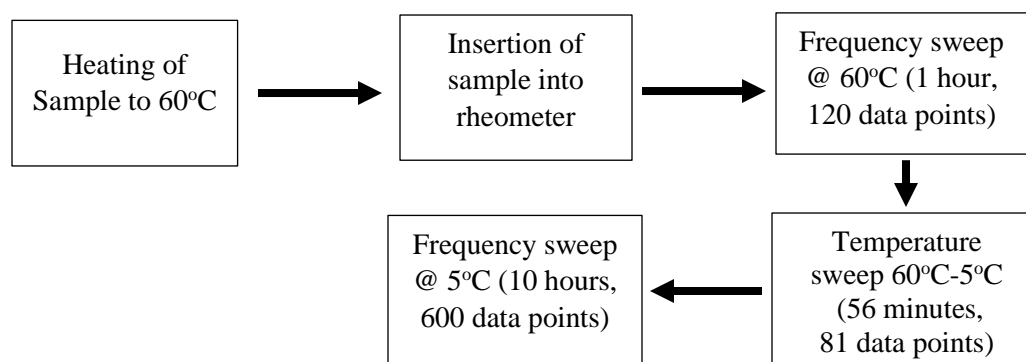 Heating of
Sample to 60°C
Insertion of
sample into
rheometer
Frequency sweep
@ 60°C (1 hour,
120 data points)
Temperature
sweep 60°C-5°C
(56 minutes,
81 data points)
Frequency sweep
@ 5°C (10 hours,
600 data points)